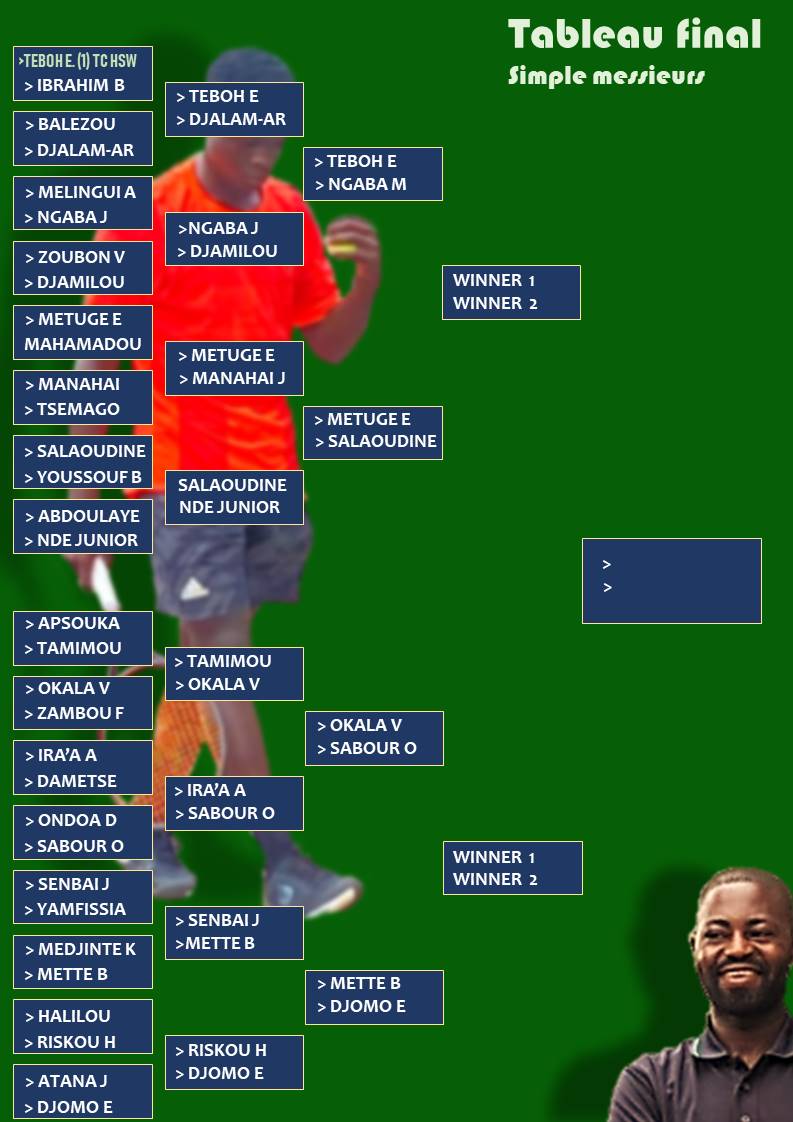 Tableau final
Simple messieurs
>TEBOH E. (1) TC HSW
> IBRAHIM B
> BALEZOU
> DJALAM-AR
> MELINGUI A
> NGABA J
> ZOUBON V
> DJAMILOU
> METUGE E
MAHAMADOU
> MANAHAI
> TSEMAGO
> SALAOUDINE
> YOUSSOUF B
> ABDOULAYE
> NDE JUNIOR
> APSOUKA
> TAMIMOU
> OKALA V
> ZAMBOU F
> IRA’A A
> DAMETSE
> ONDOA D
> SABOUR O
> SENBAI J
> YAMFISSIA
> MEDJINTE K
> METTE B
> HALILOU
> RISKOU H
> ATANA J
> DJOMO E
> TEBOH E
> DJALAM-AR
>NGABA J
> DJAMILOU
> METUGE E
> MANAHAI J
SALAOUDINE
NDE JUNIOR
> TAMIMOU
> OKALA V
> IRA’A A
> SABOUR O
> SENBAI J
>METTE B
> RISKOU H
> DJOMO E
> TEBOH E
> NGABA M
> METUGE E
> SALAOUDINE
> OKALA V
> SABOUR O
> METTE B
> DJOMO E
WINNER 1
WINNER 2
WINNER 1
WINNER 2
>
>